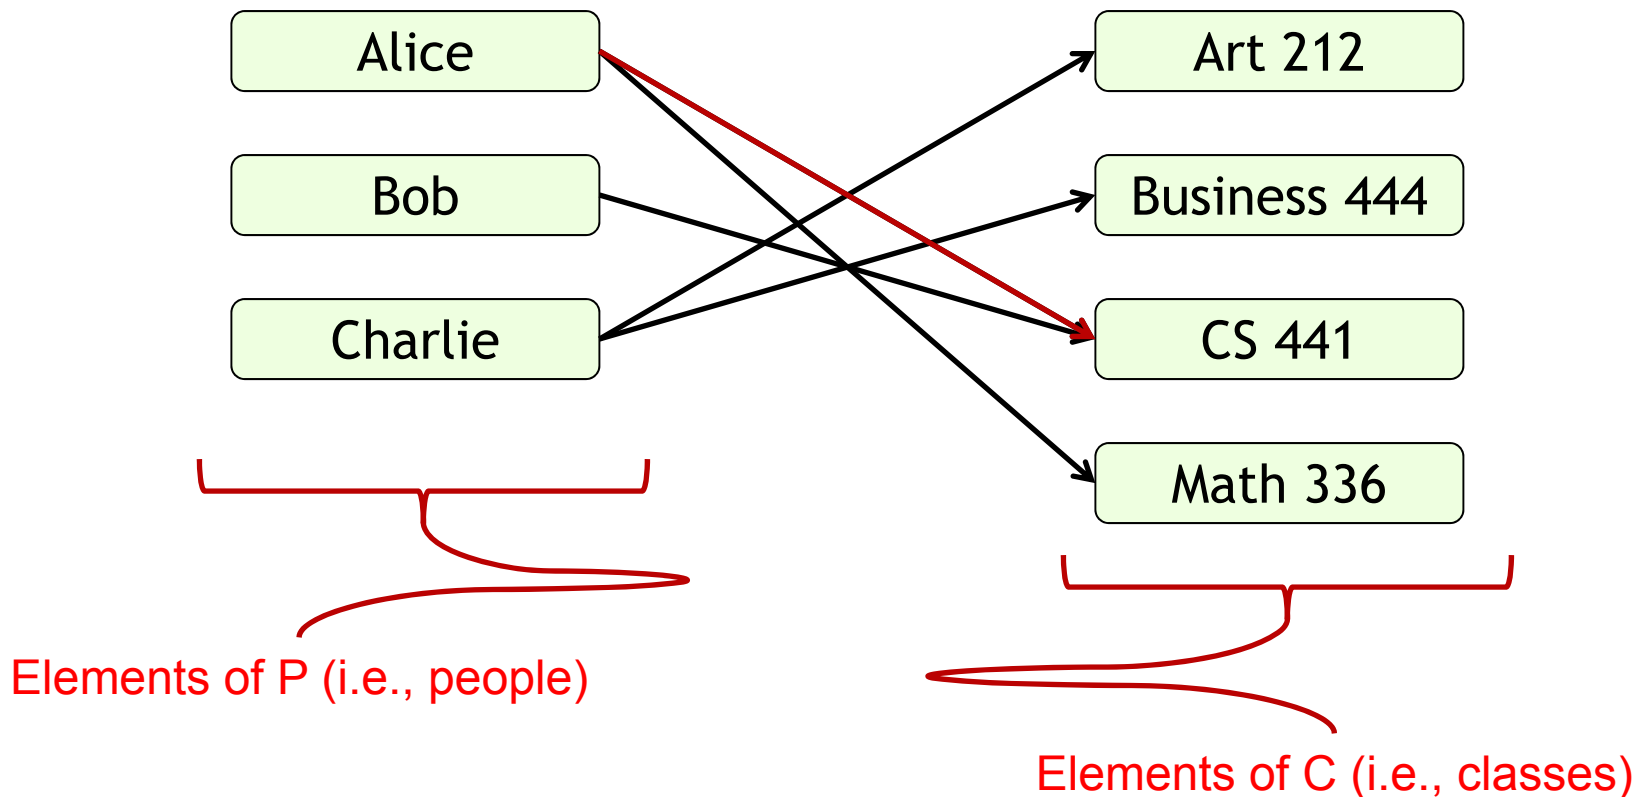 Alice
Art 212
Bob
Business 444
Charlie
CS 441
Math 336
Elements of P (i.e., people)
Elements of C (i.e., classes)